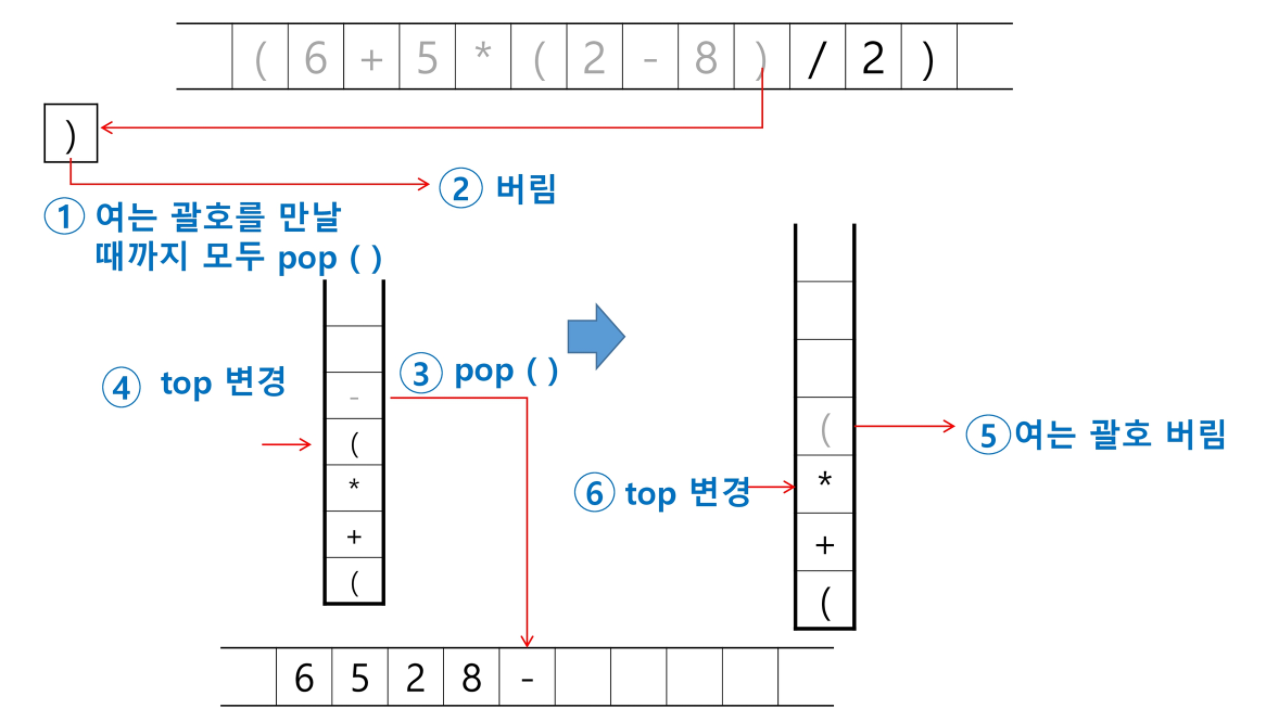 ( 6 + 5 * ( 2 - 8 ) / 2 )
)
② 버림
① 여는 괄호를 만날
때까지 모두 pop ( )
③ pop ( )
④ top 변경
-
(
*
+
(
(
*
+
(
⑤여는 괄호 버림
⑥ top 변경
6 5 2 8 -